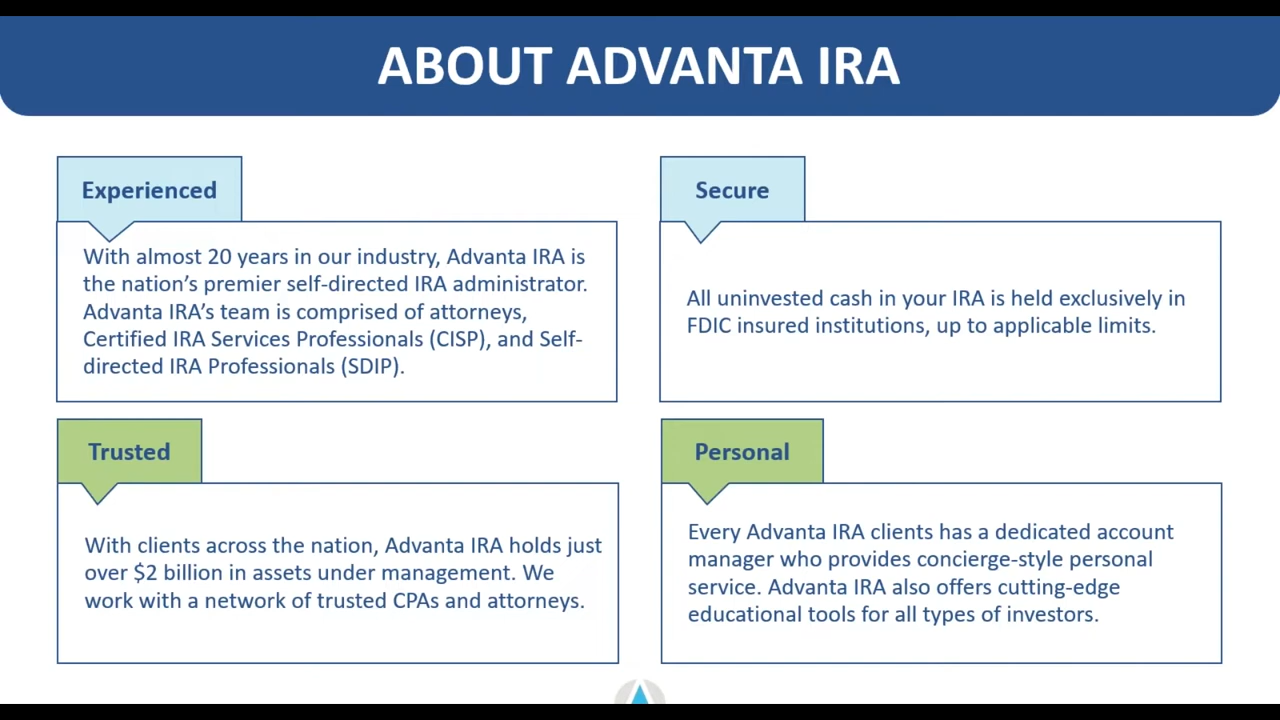 ABOUT ADVANTA IRA
Experienced
With almost 20 years in our industry, Advanta IRA is
the nation's premier self-directed IRA administrator.
Advanta IRA's team is comprised of attorneys,
Certified IRA Services Professionals (CISP), and Self-
directed IRA Professionals (SDIP).
Secure
All uninvested cash in your IRA is held exclusively in
FDIC insured institutions, up to applicable limits.
Trusted
With clients across the nation, Advanta IRA holds just
over $2 billion in assets under management. We
work with a network of trusted CPAs and attorneys.
Personal
Every Advanta IRA clients has a dedicated account
manager who provides concierge-style personal
service. Advanta IRA also offers cutting-edge
educational tools for all types of investors.